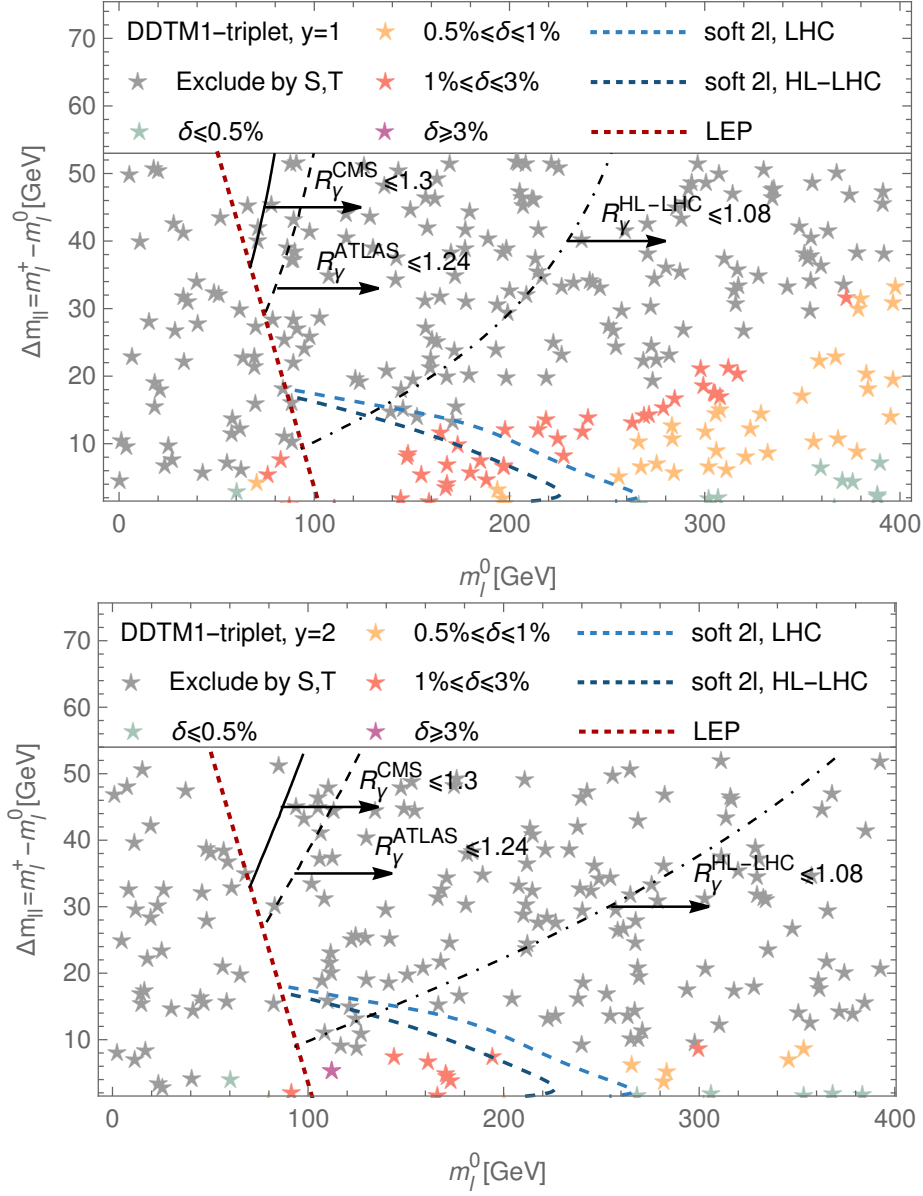 DDTM1-triplet, y=1
0.5%≤δ≤1%
soft 2l, LHC
Exclude by S,T
1%≤δ≤3%
soft 2l, HL-LHC
δ≤0.5%
δ≥3%
LEP
R_γ^CMS ≤1.3
R_γ^HL-LHC ≤1.08
R_γ^ATLAS ≤1.24
70
60
50
40
30
20
10
Δm_ll=m_l^+-m_l^0[GeV]
0 100 200 300 400
m_l^0[GeV]
DDTM1-triplet, y=2
0.5%≤δ≤1%
soft 2l, LHC
Exclude by S,T
1%≤δ≤3%
soft 2l, HL-LHC
δ≤0.5%
δ≥3%
LEP
R_γ^CMS ≤1.3
R_γ^ATLAS ≤1.24
R_γ^HL-LHC ≤1.08
70
60
50
40
30
20
10
Δm_ll=m_l^+-m_l^0[GeV]
0 100 200 300 400
m_l^0[GeV]